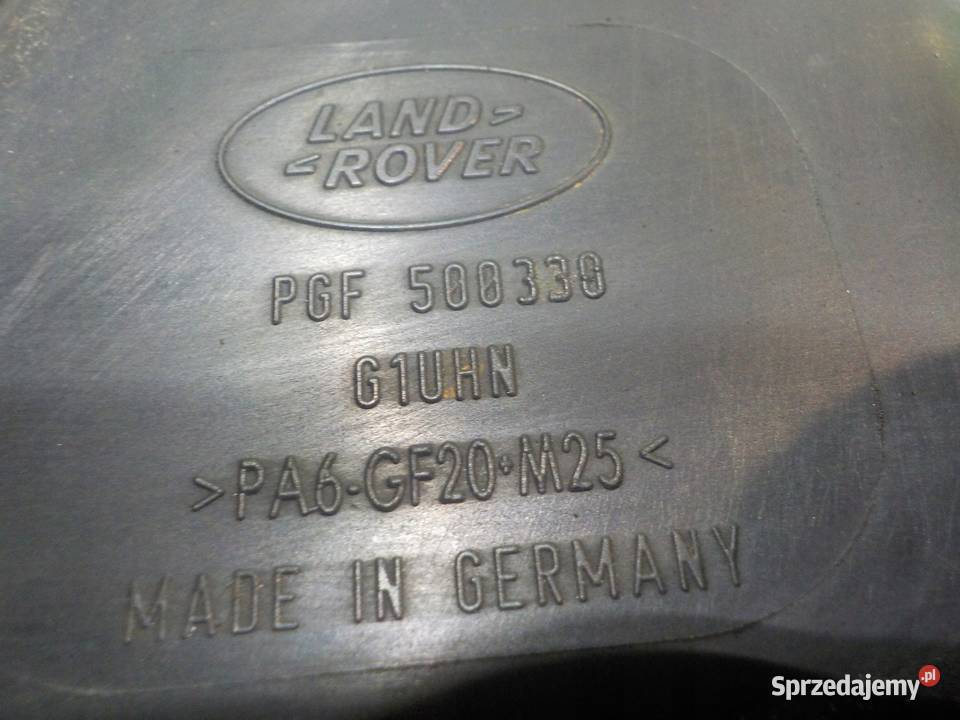 LAND>
<ROVER
PGF 500330
G1UHN
>PA6-GF20+M25<
MADE IN GERMANY
Sprzedajemy.pl